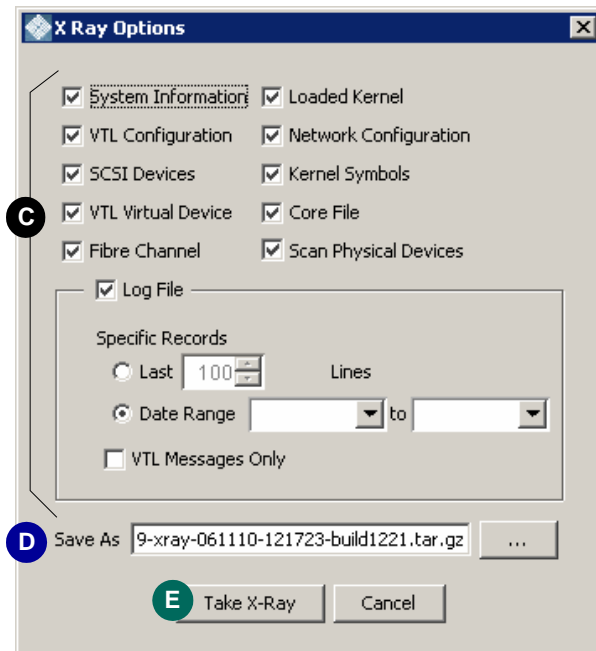 X Ray Options
System Information Loaded Kernel
VTL Configuration Network Configuration
SCSI Devices Kernel Symbols
C VTL Virtual Device Core File
Fibre Channel Scan Physical Devices
Log File
Specific Records
Last 100 Lines
Date Range to
VTL Messages Only
D Save As 9-xray-061110-121723-build1221.tar.gz ...
E Take X-Ray Cancel